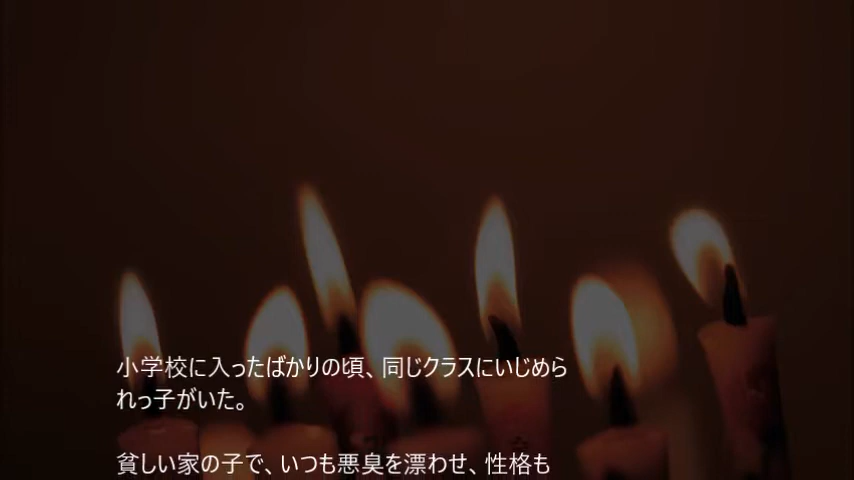 小学校に入ったばかりの頃、同じクラスにいじめら
れっ子がいた。
貧しい家の子で、いつも悪臭を漂わせ、性格も